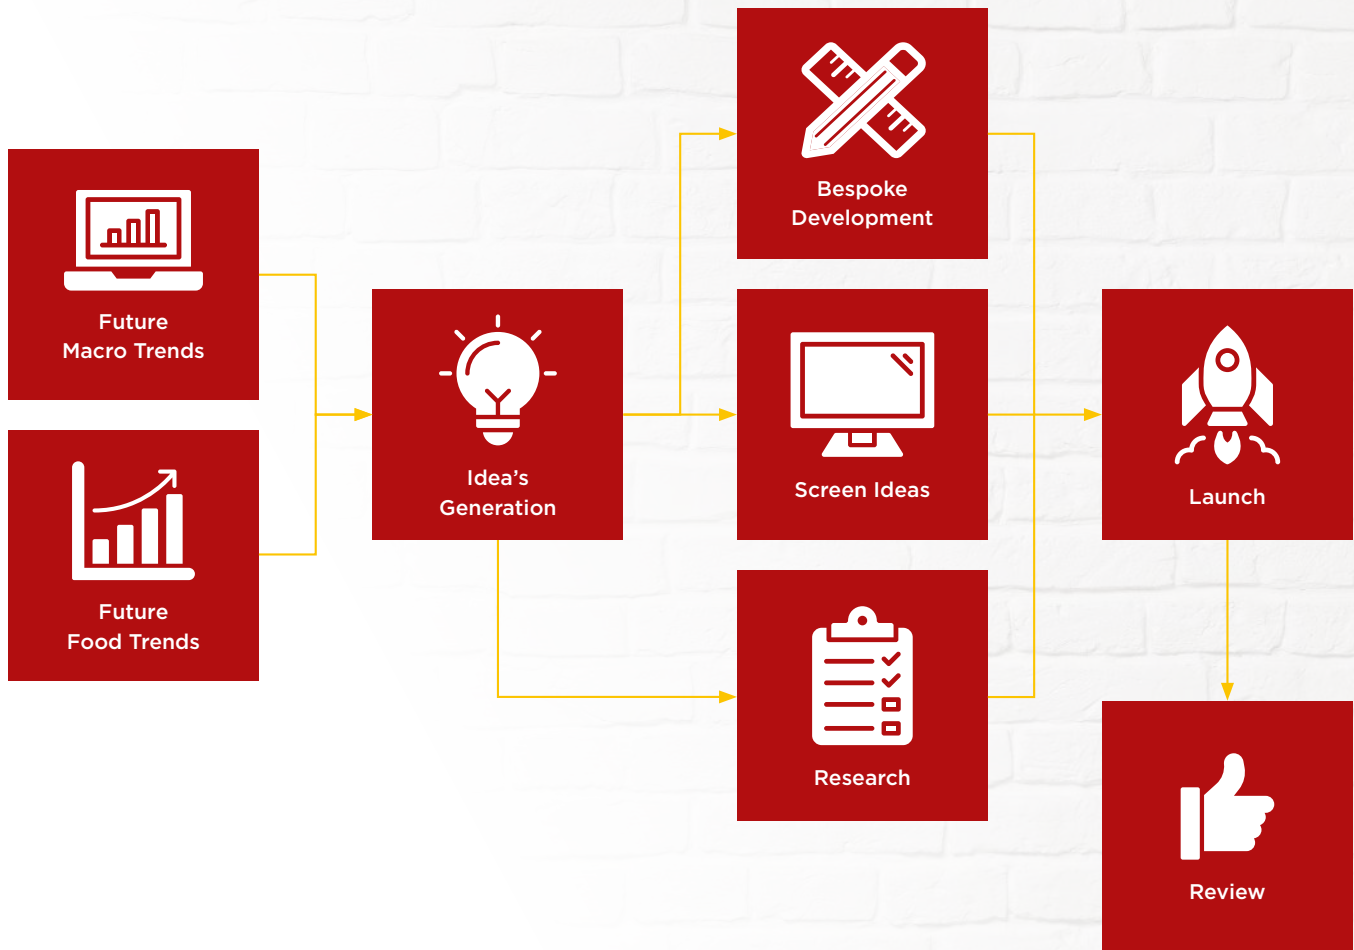 Future
Macro Trends
Future
Food Trends
Idea’s
Generation
Bespoke
Development
Screen Ideas
Research
Launch
Review